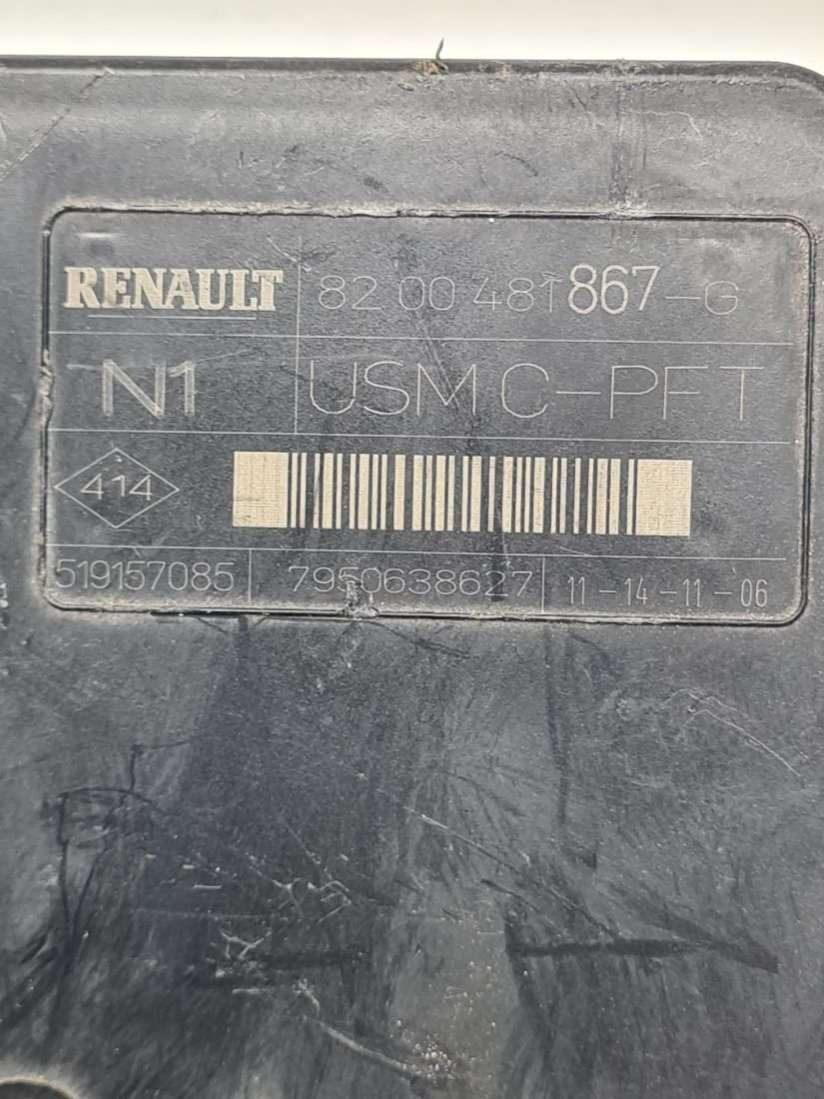 RENAULT 82 00 481 867-G
N1 USM C-PFT
414
519157085 7950638627 11-14-11-06